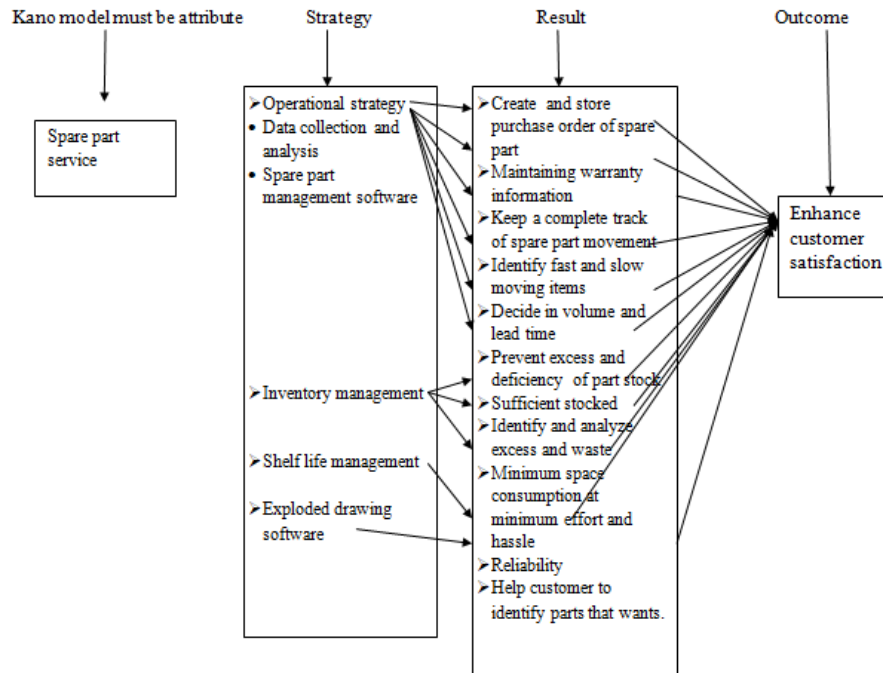 Kano model must be attribute
Strategy
Result
Outcome
Spare part
service
➢Operational strategy
• Data collection and
analysis
• Spare part
management software
➢Inventory management
➢Shelf life management
➢Exploded drawing
software
➢Create and store
purchase order of spare
part
➢Maintaining warranty
information
➢Keep a complete track
of spare part movement
➢Identify fast and slow
moving items
➢Decide in volume and
lead time
➢Prevent excess and
deficiency of part stock
➢Sufficient stocked
➢Identify and analyze
excess and waste
➢Minimum space
consumption at
minimum effort and
hassle
➢Reliability
➢Help customer to
identify parts that wants.
Enhance
customer
satisfaction